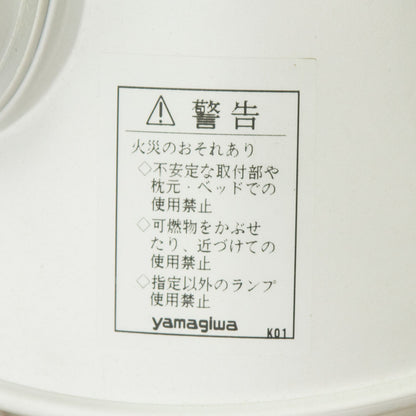 ⚠ 警告
火災のおそれあり
◇不安定な取付部や
枕元・ベッドでの
使用禁止
◇可燃物をかぶせ
たり、近づけての
使用禁止
◇指定以外のランプ
使用禁止
yamagiwa
K01